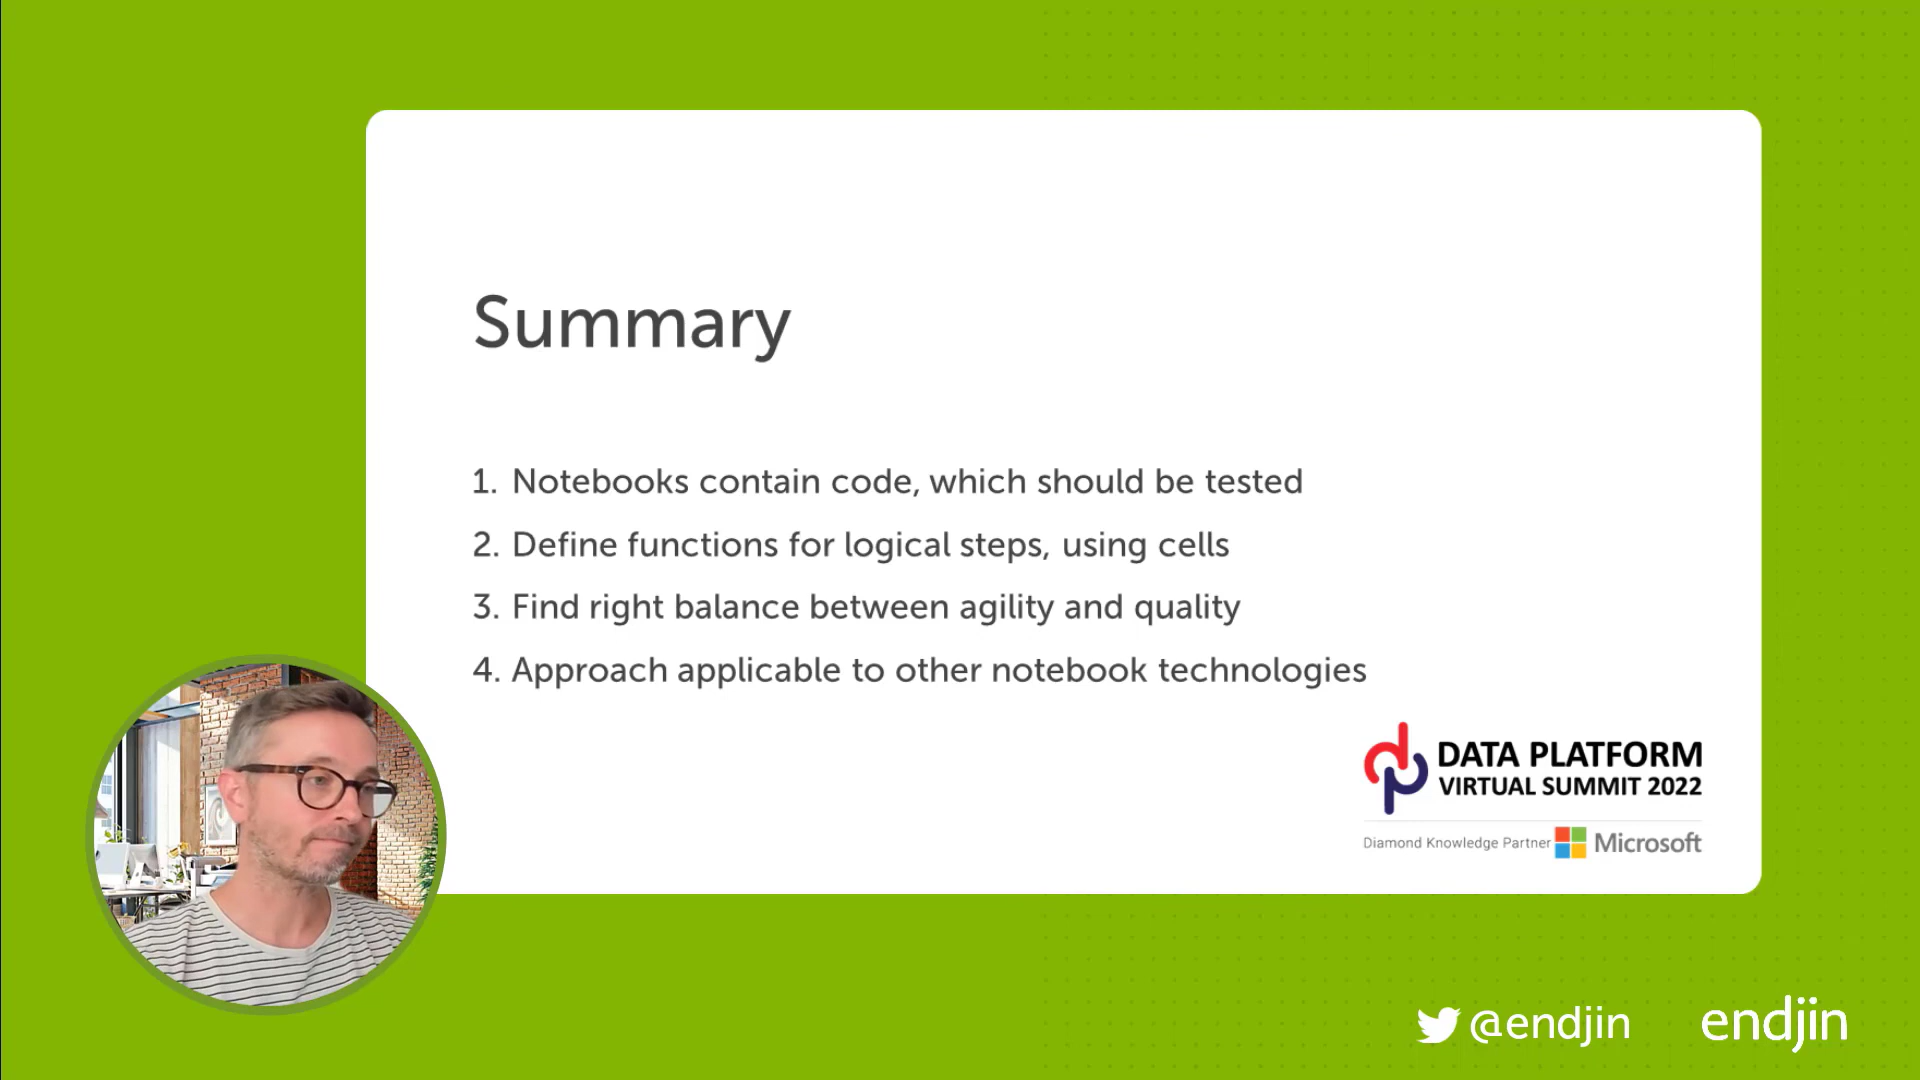 Summary
1. Notebooks contain code, which should be tested
2. Define functions for logical steps, using cells
3. Find right balance between agility and quality
4. Approach applicable to other notebook technologies
DATA PLATFORM
VIRTUAL SUMMIT 2022
Diamond Knowledge Partner Microsoft
@endjin endjin